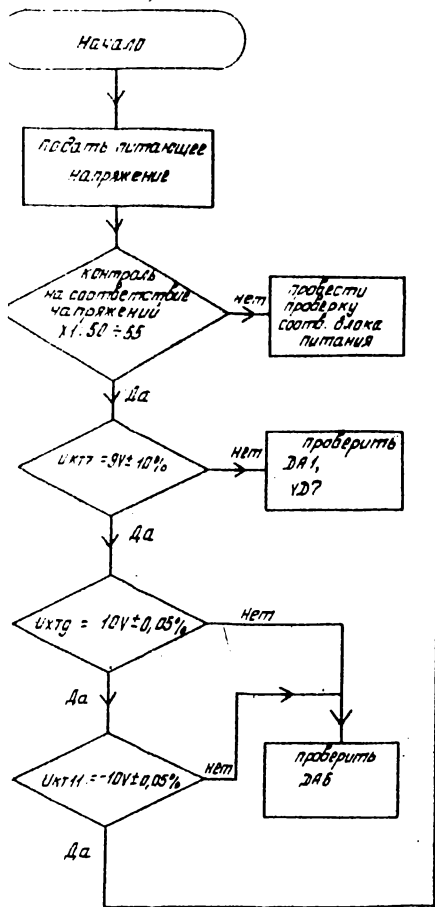 Начало
подать питающее
напряжение
контроль
на соответствие
напряжений
X1: 50 ÷ 55
нет
провести
проверку
соотв. блока
питания
Да
Uкт7 = 9V ± 10%
нет
проверить
DA1,
VD7
Да
Uктg = 10V ± 0,05%
нет
Да
Uкт11 = -10V ± 0,05%
нет
проверить
DA6
Да